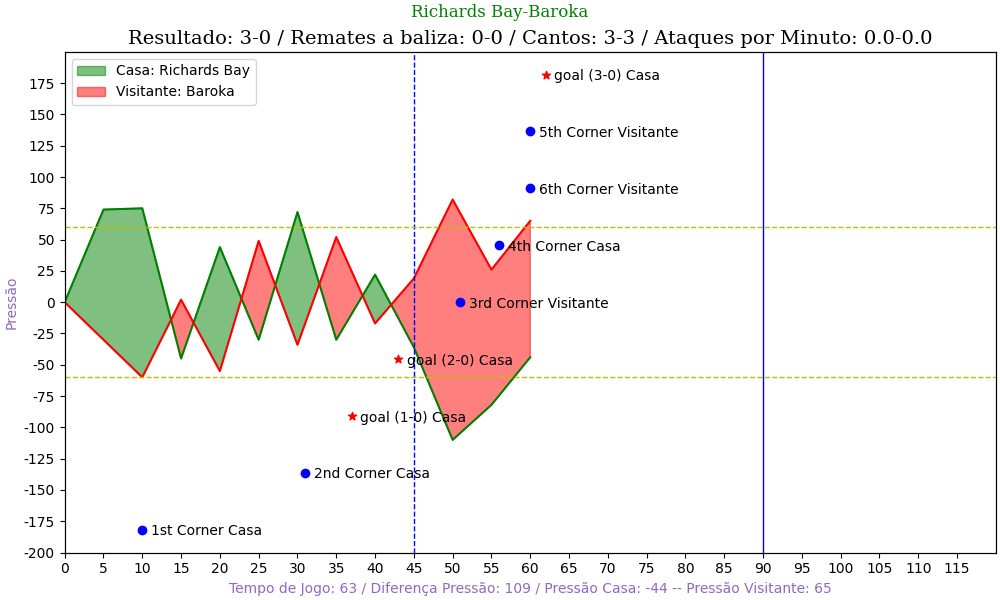 Richards Bay-Baroka
Resultado: 3-0 / Remates a baliza: 0-0 / Cantos: 3-3 / Ataques por Minuto: 0.0-0.0
Casa: Richards Bay
Visitante: Baroka
goal (3-0) Casa
5th Corner Visitante
6th Corner Visitante
4th Corner Casa
3rd Corner Visitante
goal (2-0) Casa
goal (1-0) Casa
2nd Corner Casa
1st Corner Casa
Pressão
175
150
125
100
75
50
25
0
-25
-50
-75
-100
-125
-150
-175
-200
0 5 10 15 20 25 30 35 40 45 50 55 60 65 70 75 80 85 90 95 100 105 110 115
Tempo de Jogo: 63 / Diferença Pressão: 109 / Pressão Casa: -44 -- Pressão Visitante: 65